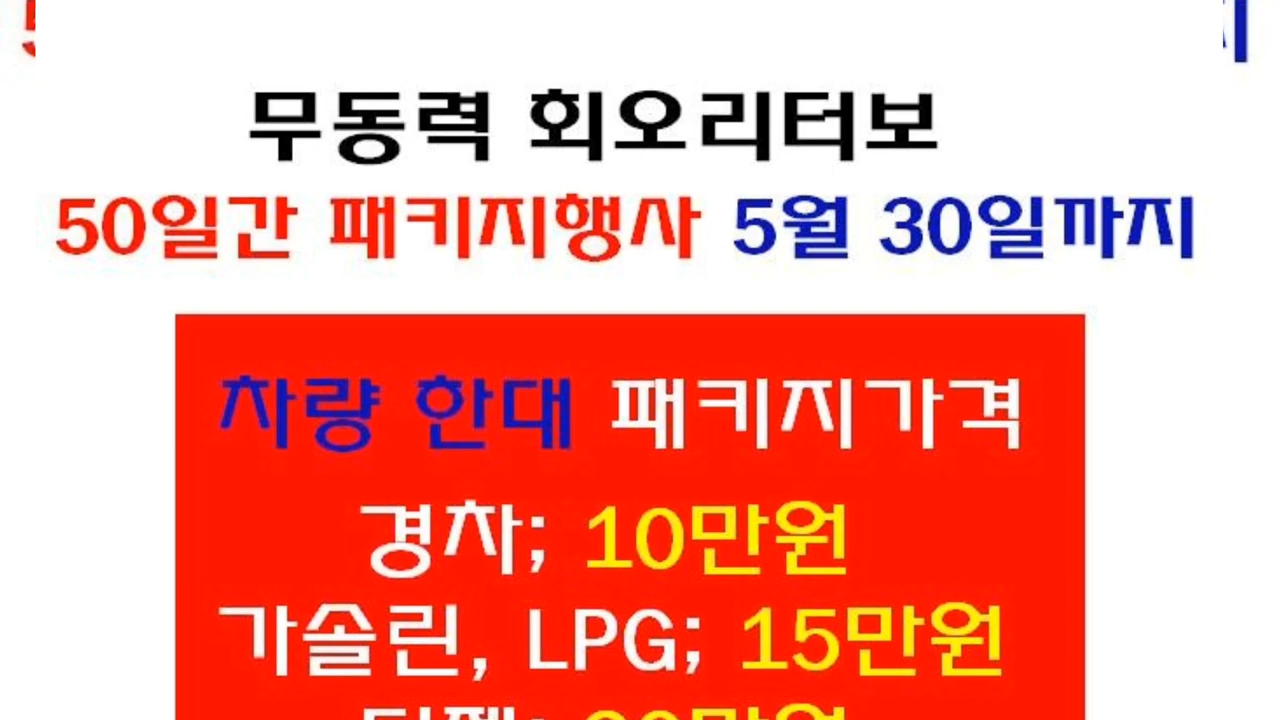 무동력 회오리터보
50일간 패키지행사 5월 30일까지
차량 한대 패키지가격
경차; 10만원
가솔린, LPG; 15만원